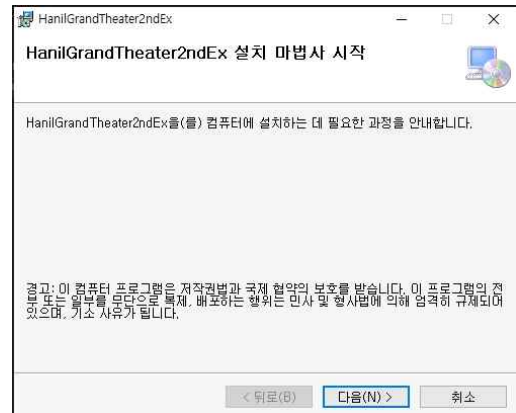 HanilGrandTheater2ndEx
HanilGrandTheater2ndEx 설치 마법사 시작
HanilGrandTheater2ndEx을(를) 컴퓨터에 설치하는 데 필요한 과정을 안내합니다.
경고: 이 컴퓨터 프로그램은 저작권법과 국제 협약의 보호를 받습니다. 이 프로그램의 전
부 또는 일부를 무단으로 복제, 배포하는 행위는 민사 및 형사법에 의해 엄격히 규제되어
있으며, 기소 사유가 됩니다.
< 뒤로(B) 다음(N) > 취소